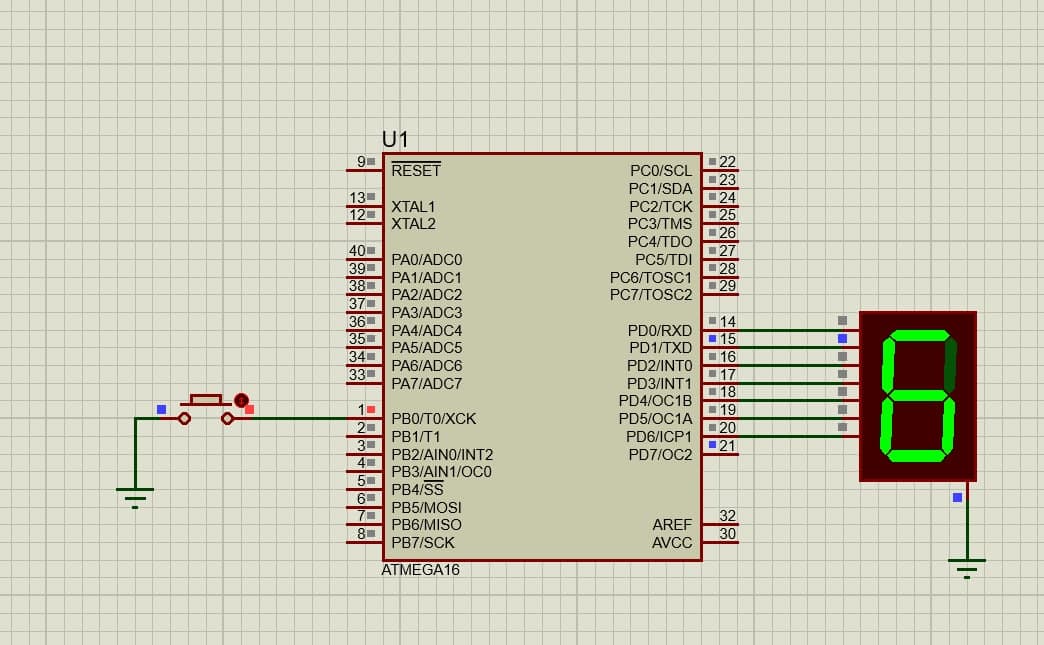 U1
9 RESET
13 XTAL1
12 XTAL2
40 PA0/ADC0
39 PA1/ADC1
38 PA2/ADC2
37 PA3/ADC3
36 PA4/ADC4
35 PA5/ADC5
34 PA6/ADC6
33 PA7/ADC7
1 PB0/T0/XCK
2 PB1/T1
3 PB2/AIN0/INT2
4 PB3/AIN1/OC0
5 PB4/SS
6 PB5/MOSI
7 PB6/MISO
8 PB7/SCK
PC0/SCL 22
PC1/SDA 23
PC2/TCK 24
PC3/TMS 25
PC4/TDO 26
PC5/TDI 27
PC6/TOSC1 28
PC7/TOSC2 29
PD0/RXD 14
PD1/TXD 15
PD2/INT0 16
PD3/INT1 17
PD4/OC1B 18
PD5/OC1A 19
PD6/ICP1 20
PD7/OC2 21
AREF 32
AVCC 30
ATMEGA16
6